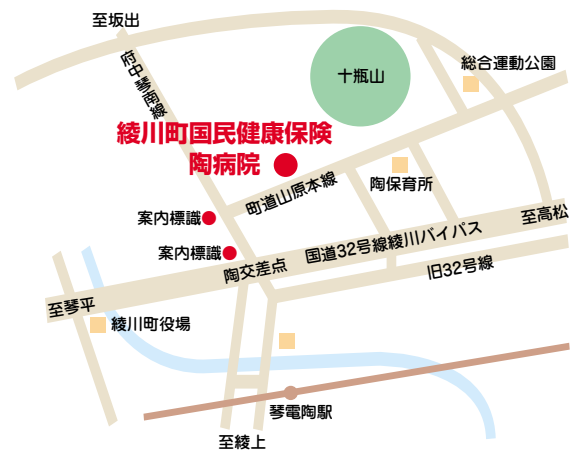 至坂出
府中琴南線
十瓶山
総合運動公園
綾川町国民健康保険
陶病院
陶保育所
町道山原本線
案内標識
至高松
案内標識
国道32号線綾川バイパス
陶交差点
旧32号線
至琴平
綾川町役場
琴電陶駅
至綾上